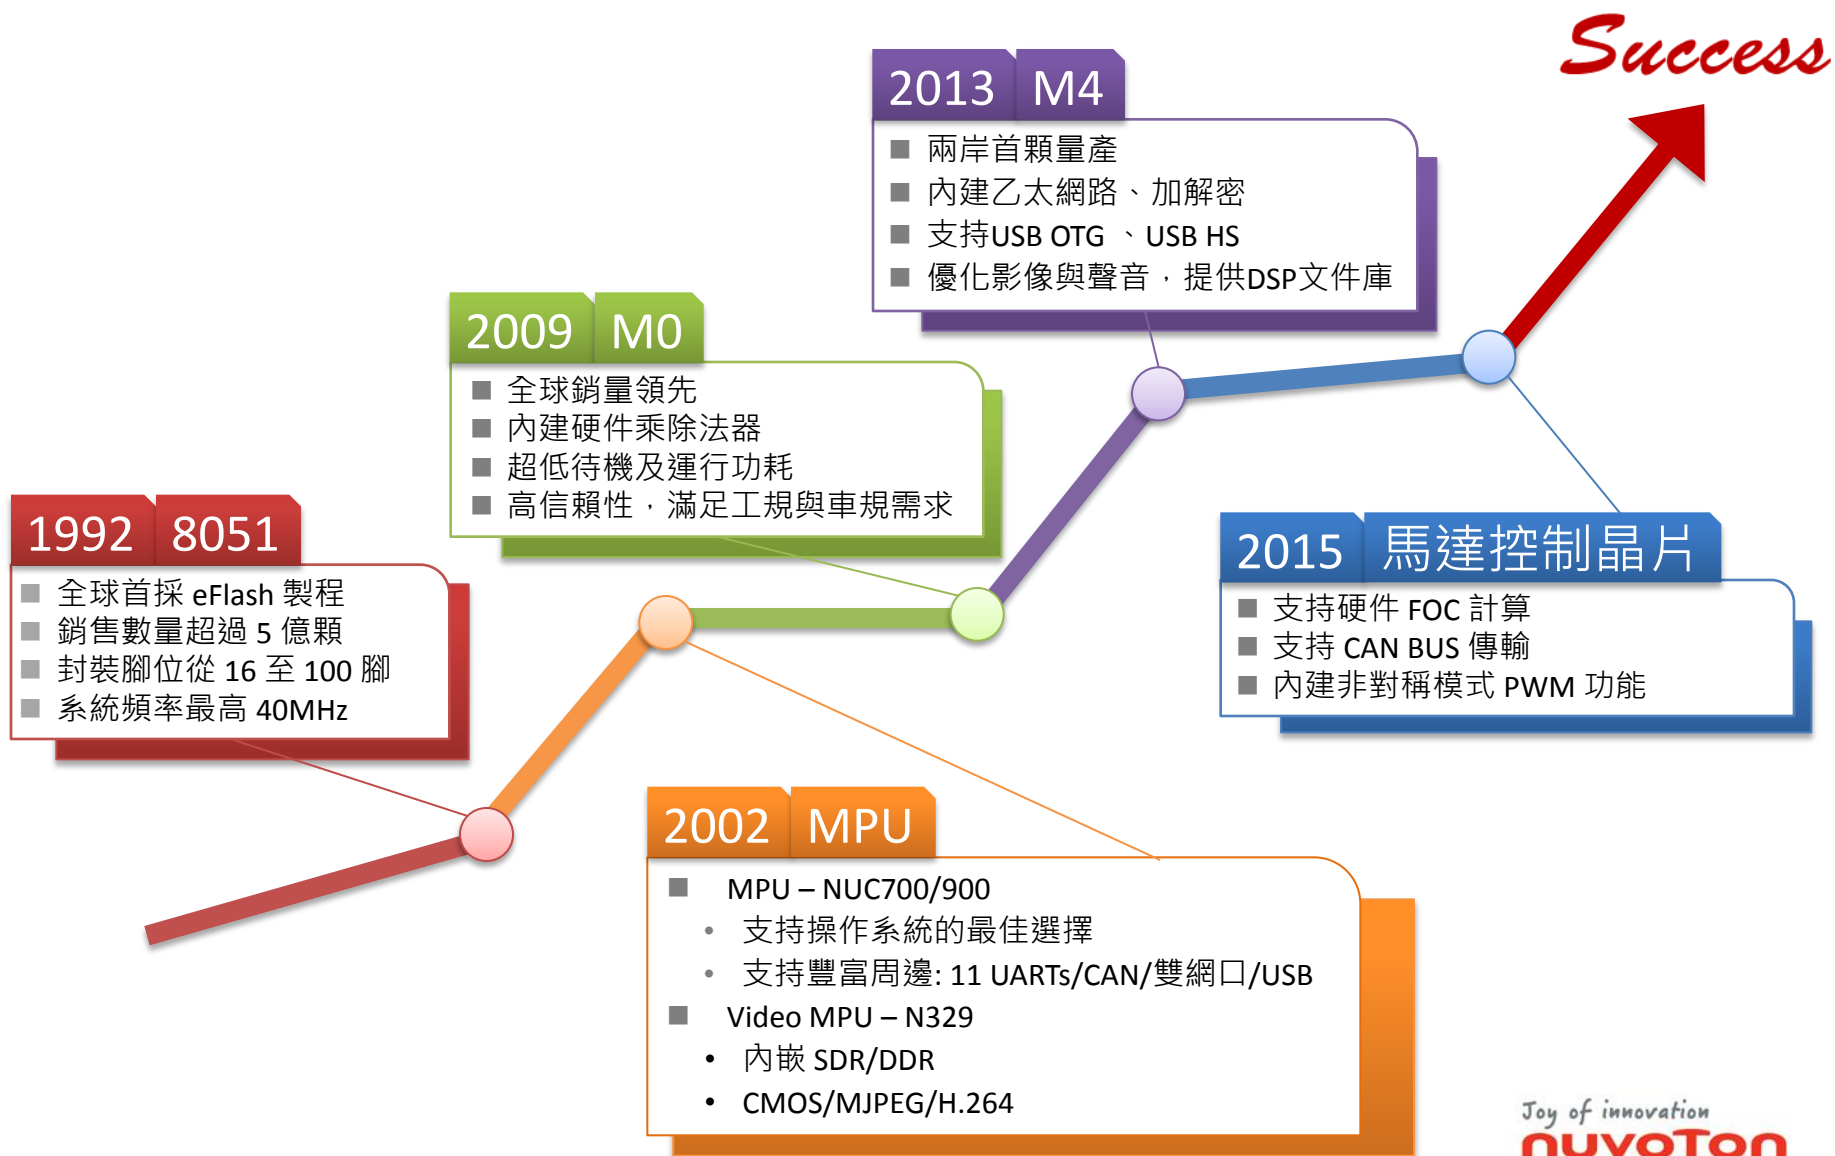 Success
2013 M4
兩岸首顆量產
內建乙太網路、加解密
支持USB OTG 、USB HS
優化影像與聲音，提供DSP文件庫
2009 M0
全球銷量領先
內建硬件乘除法器
超低待機及運行功耗
高信賴性，滿足工規與車規需求
1992 8051
全球首採 eFlash 製程
銷售數量超過 5 億顆
封裝腳位從 16 至 100 腳
系統頻率最高 40MHz
2015 馬達控制晶片
支持硬件 FOC 計算
支持 CAN BUS 傳輸
內建非對稱模式 PWM 功能
2002 MPU
MPU – NUC700/900
支持操作系統的最佳選擇
支持豐富周邊: 11 UARTs/CAN/雙網口/USB
Video MPU – N329
內嵌 SDR/DDR
CMOS/MJPEG/H.264
Joy of innovation
nuvoTon